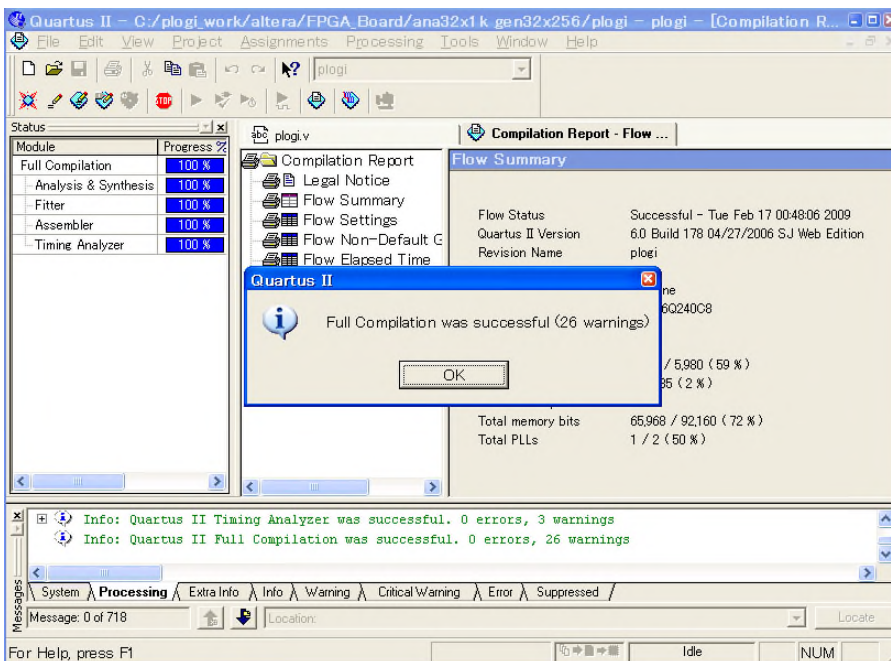 Quartus II - C:/plogi_work/altera/FPGA_Board/ana32x1k gen32x256/plogi - plogi - [Compilation R...
File Edit View Project Assignments Processing Tools Window Help
plogi
STOP
Status
Module Progress %
Full Compilation 100 %
Analysis & Synthesis 100 %
Fitter 100 %
Assembler 100 %
Timing Analyzer 100 %
abc plogi.v
Compilation Report - Flow ...
Compilation Report
Legal Notice
Flow Summary
Flow Settings
Flow Non-Default G
Flow Elapsed Time
Flow Summary
Flow Status Successful - Tue Feb 17 00:48:06 2009
Quartus II Version 6.0 Build 178 04/27/2006 SJ Web Edition
Revision Name plogi
ne
6Q240C8
/ 5,980 ( 59 % )
85 ( 2 % )
Total memory bits 65,968 / 92,160 ( 72 % )
Total PLLs 1 / 2 ( 50 % )
Quartus II
Full Compilation was successful (26 warnings)
OK
Info: Quartus II Timing Analyzer was successful. 0 errors, 3 warnings
Info: Quartus II Full Compilation was successful. 0 errors, 26 warnings
Messages
System Processing Extra Info Info Warning Critical Warning Error Suppressed
Message: 0 of 718
Location:
Locate
For Help, press F1
Idle
NUM